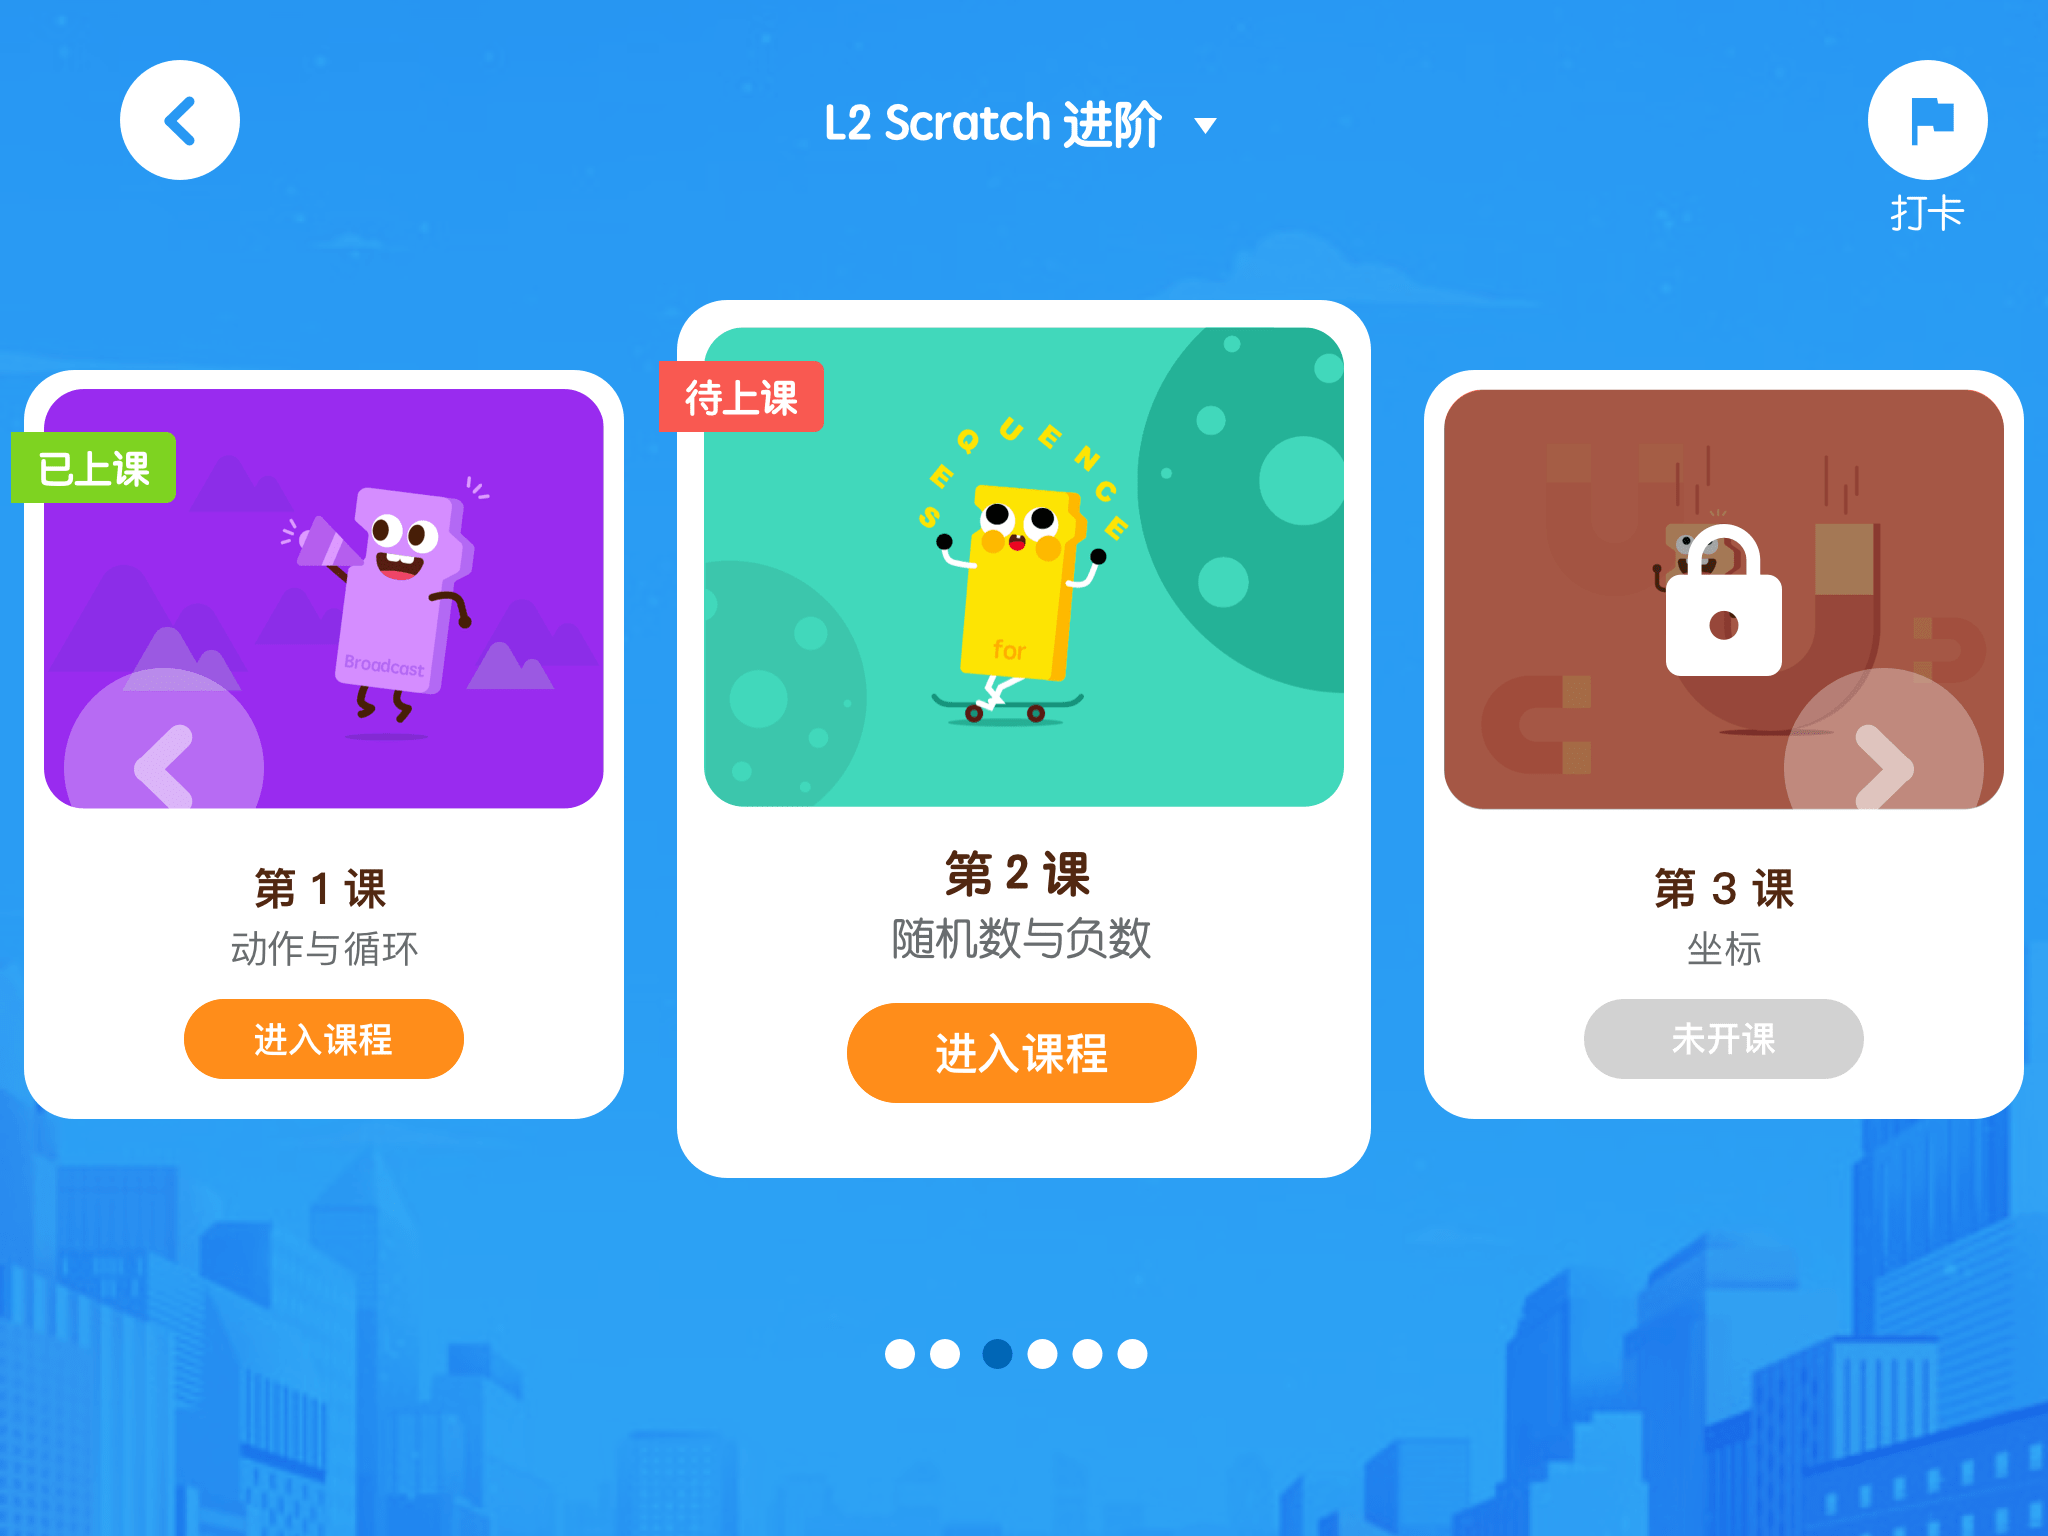 L2 Scratch 进阶
打卡
已上课
Broadcast
第 1 课
动作与循环
进入课程
待上课
SEQUENCE
for
第 2 课
随机数与负数
进入课程
第 3 课
坐标
未开课